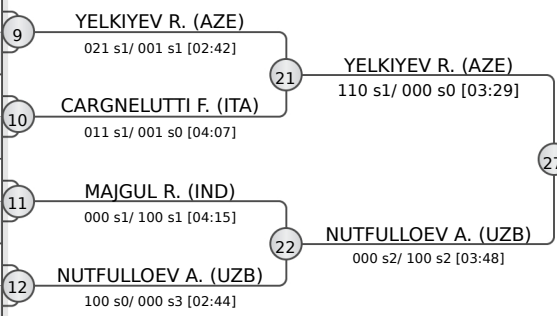 9
YELKIYEV R. (AZE)
021 s1/ 001 s1 [02:42]
21
YELKIYEV R. (AZE)
110 s1/ 000 s0 [03:29]
10
CARGNELUTTI F. (ITA)
011 s1/ 001 s0 [04:07]
27
11
MAJGUL R. (IND)
000 s1/ 100 s1 [04:15]
22
NUTFULLOEV A. (UZB)
000 s2/ 100 s2 [03:48]
12
NUTFULLOEV A. (UZB)
100 s0/ 000 s3 [02:44]